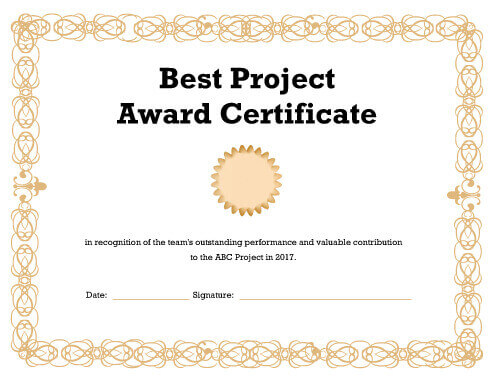 Best Project
Award Certificate
in recognition of the team's outstanding performance and valuable contribution
to the ABC Project in 2017.
Date: Signature: